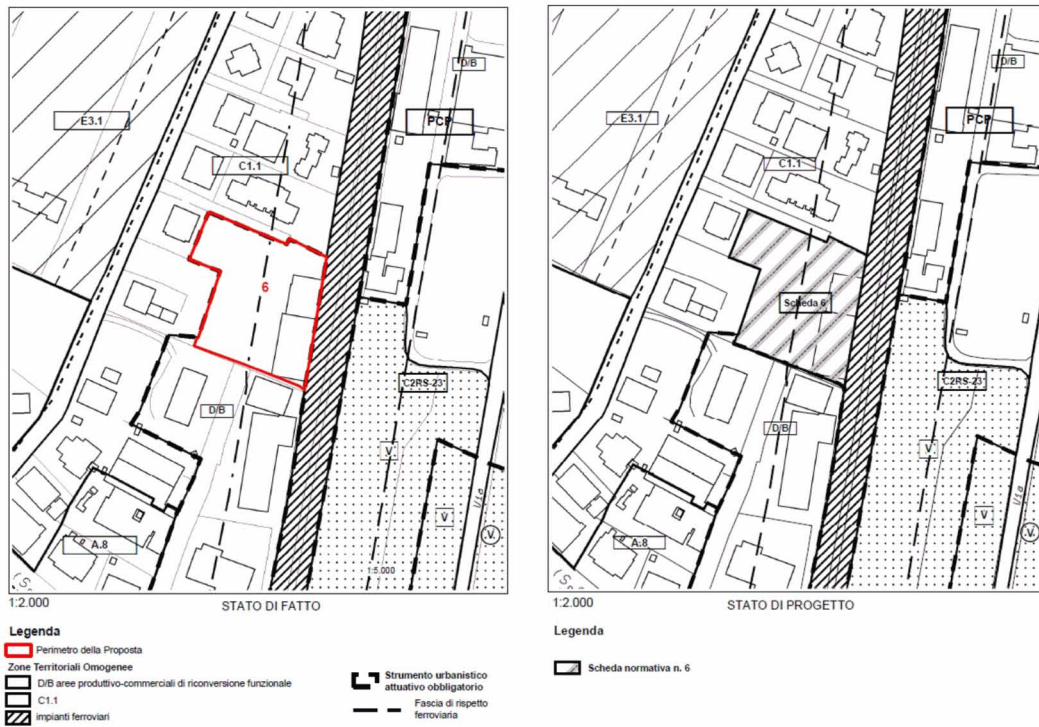 D/B
E3.1
PCP
C1.1
6
C2RS-23
D/B
V
V
V
Via
A.8
1:5.000
1:2.000
STATO DI FATTO
Legenda
Perimetro della Proposta
Zone Territoriali Omogenee
D/B aree produttivo-commerciali di riconversione funzionale
C1.1
impianti ferroviari
Strumento urbanistico
attuativo obbligatorio
Fascia di rispetto
ferroviaria
D/B
E3.1
PCP
C1.1
Scheda 6
C2RS-23
D/B
V
V
V
Via
A.8
1:2.000
STATO DI PROGETTO
Legenda
Scheda normativa n. 6